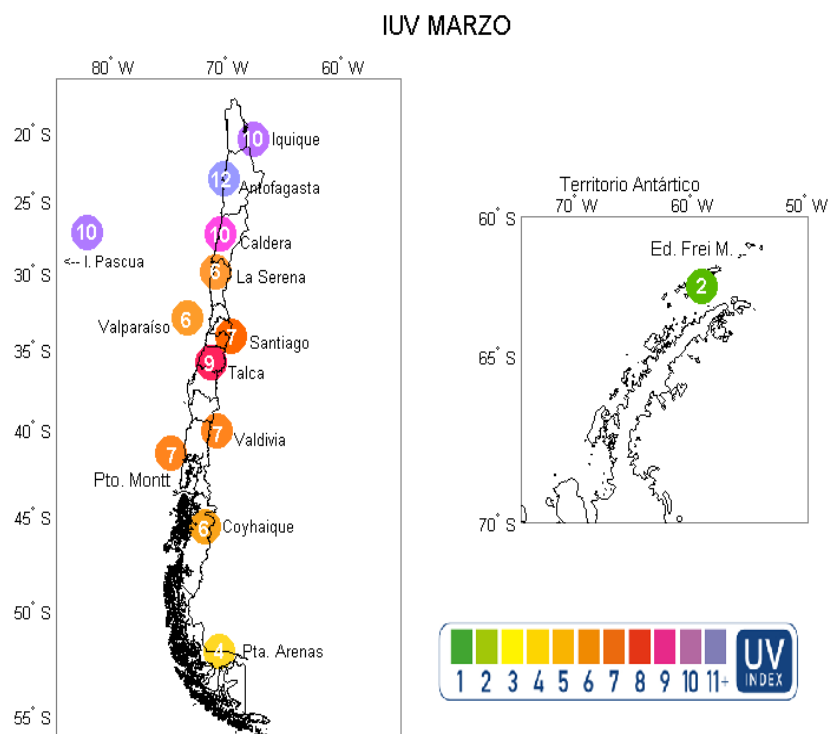 IUV MARZO
80° W 70° W 60° W
20° S
10 Iquique
12 Antofagasta
25° S
10
<-- I. Pascua
10 Caldera
30° S
6 La Serena
Valparaíso 6
7 Santiago
35° S
9 Talca
40° S
7 Valdivia
7
Pto. Montt
45° S
6 Coyhaique
50° S
4 Pta. Arenas
55° S
Territorio Antártico
70° W 60° W 50° W
60° S
Ed. Frei M.
2
65° S
70° S
1 2 3 4 5 6 7 8 9 10 11+
UV
INDEX